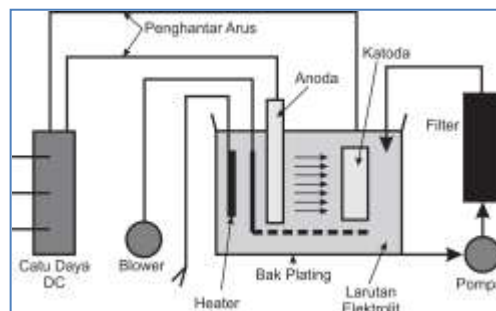 Penghantar Arus
Katoda
Anoda
Filter
Catu Daya
DC
Blower
Heater
Bak Plating
Larutan
Elektrolit
Pompa